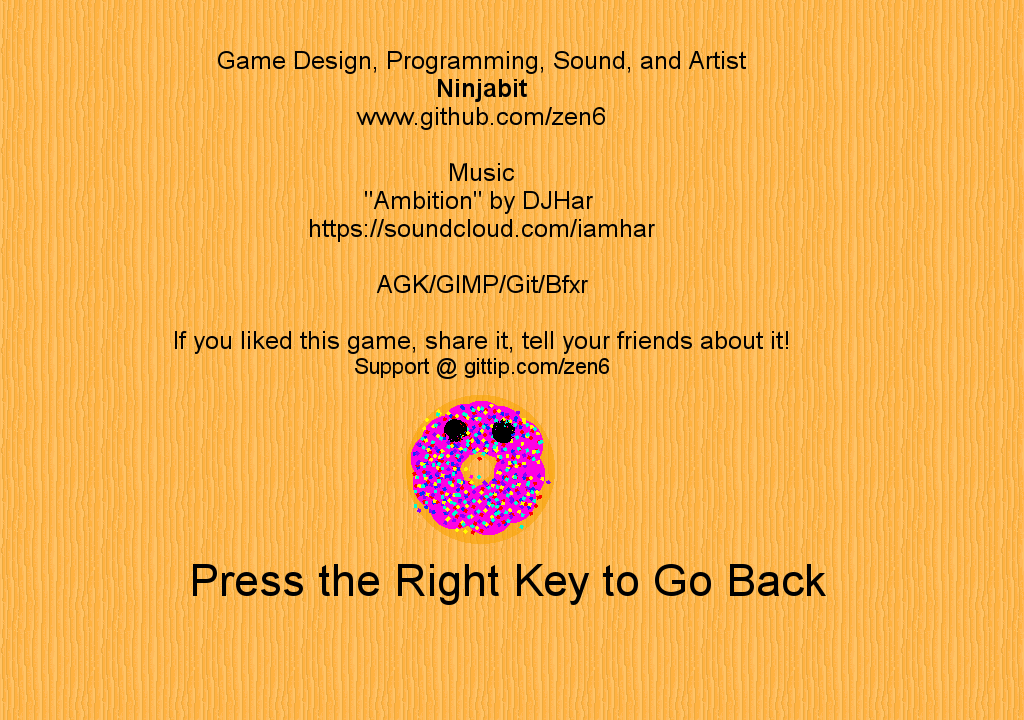 Game Design, Programming, Sound, and Artist
Ninjabit
www.github.com/zen6
Music
"Ambition" by DJHar
https://soundcloud.com/iamhar
AGK/GIMP/Git/Bfxr
If you liked this game, share it, tell your friends about it!
Support @ gittip.com/zen6
Press the Right Key to Go Back